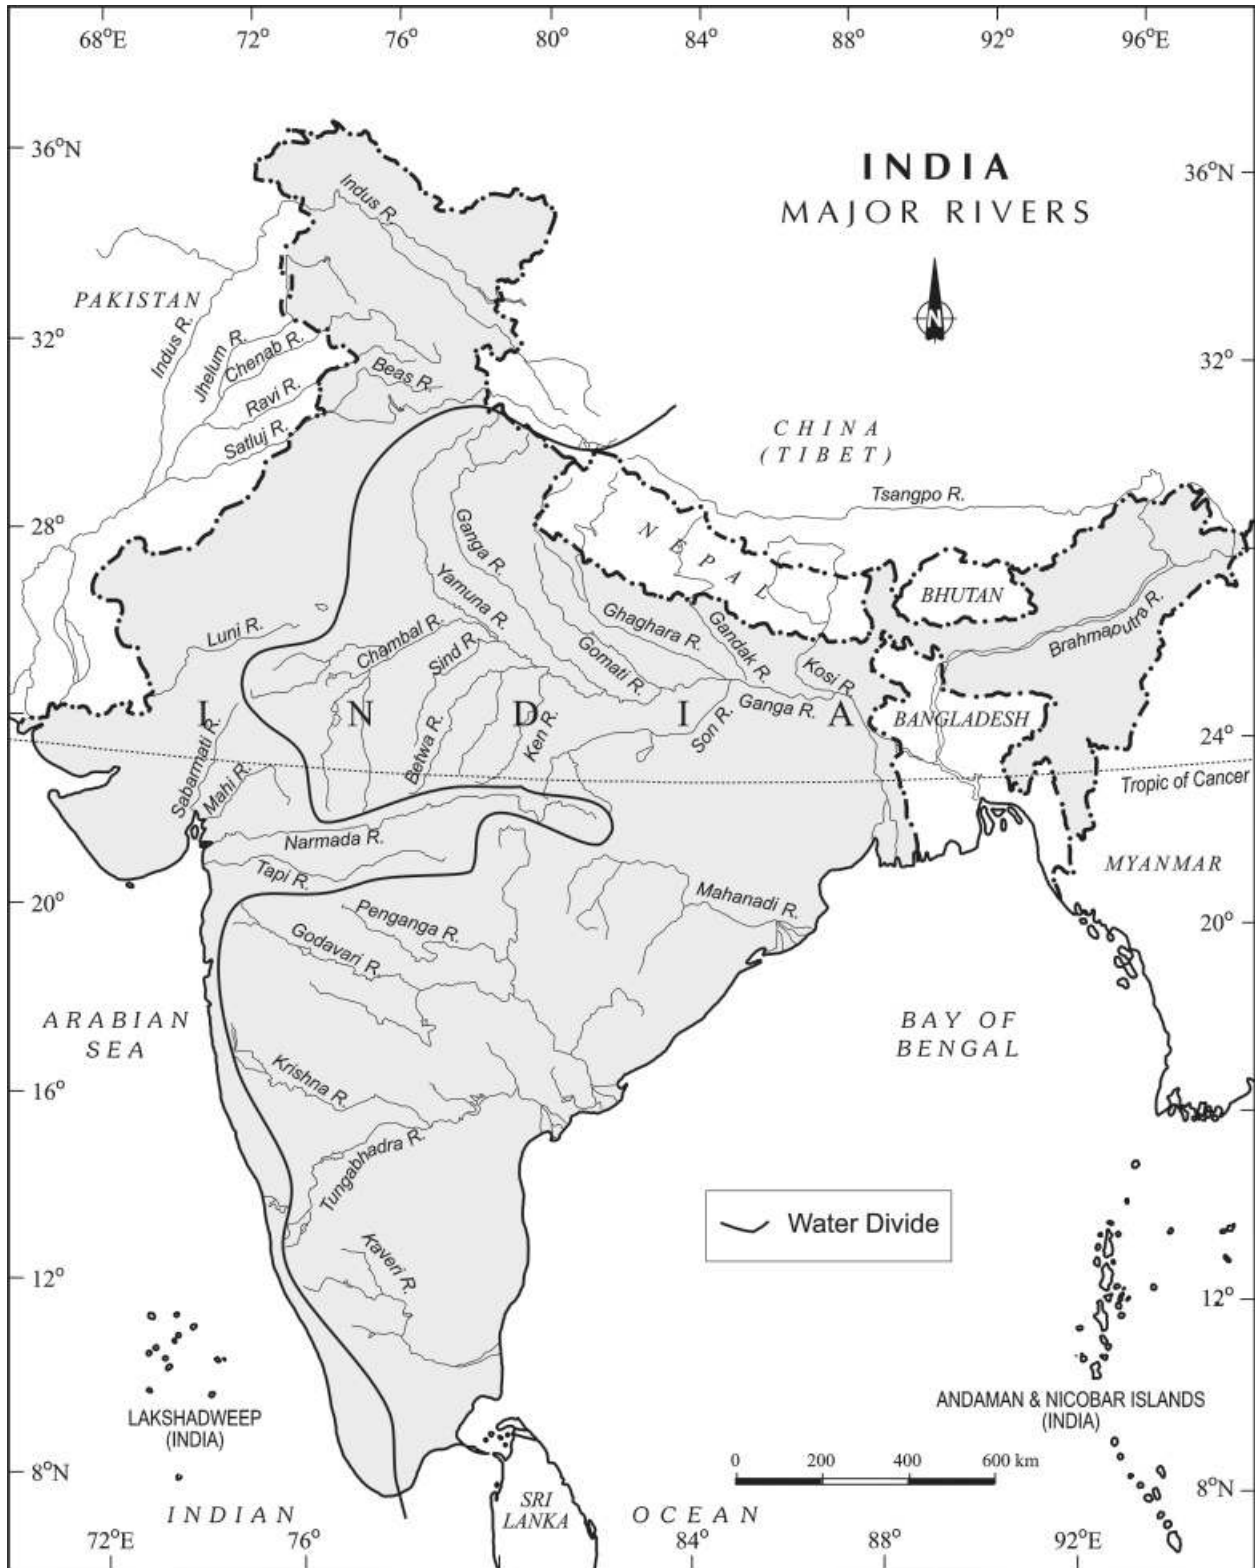 68°E 72° 76° 80° 84° 88° 92° 96°E
36°N
INDIA
MAJOR RIVERS
36°N
Indus R.
N
PAKISTAN
Indus R.
32°
Jhelum R.
Chenab R.
Beas R.
32°
Ravi R.
Satluj R.
CHINA
(TIBET)
Tsangpo R.
28°
28°
NEPAL
Ganga R.
BHUTAN
Yamuna R.
Ghaghara R.
Gandak R.
Brahmaputra R.
Luni R.
Chambal R.
Sind R.
Gomati R.
Kosi R.
Ganga R.
INDIA
BANGLADESH
Sabarmati R.
Betwa R.
Ken R.
Son R.
24°
24°
Mahi R.
Tropic of Cancer
Narmada R.
Tapi R.
MYANMAR
20°
Penganga R.
Mahanadi R.
20°
Godavari R.
ARABIAN
SEA
BAY OF
BENGAL
Krishna R.
16°
Tungabhadra R.
Water Divide
Kaveri R.
12°
12°
LAKSHADWEEP
(INDIA)
ANDAMAN & NICOBAR ISLANDS
(INDIA)
0 200 400 600 km
8°N
8°N
SRI
LANKA
INDIAN OCEAN
72°E 76° 84° 88° 92°E